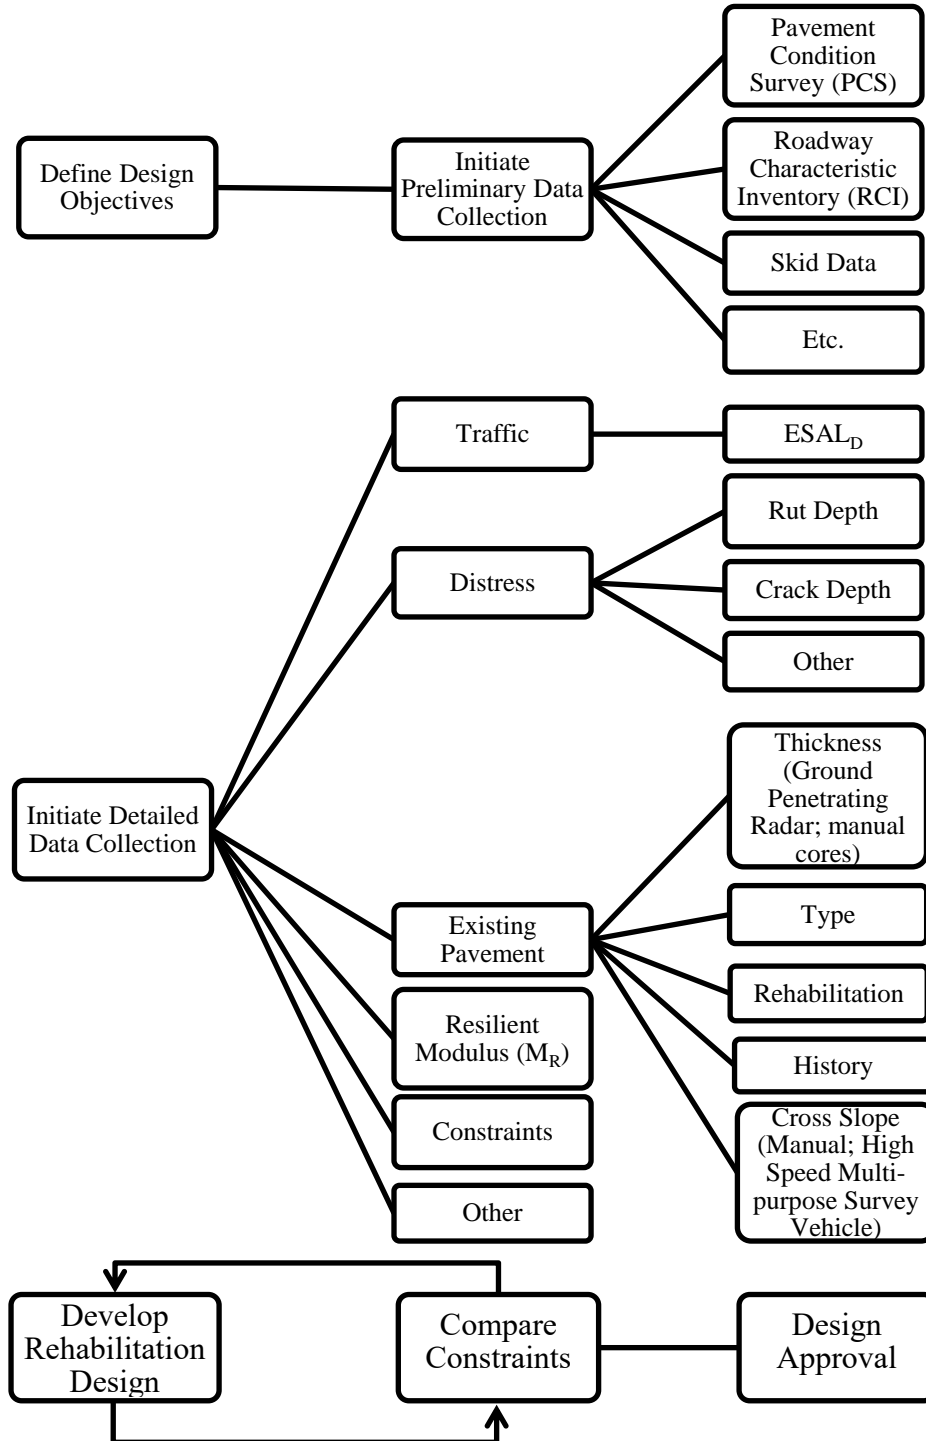 Pavement
Condition
Survey (PCS)
Define Design
Objectives
Initiate
Preliminary Data
Collection
Roadway
Characteristic
Inventory (RCI)
Skid Data
Etc.
Traffic
ESAL_D
Rut Depth
Distress
Crack Depth
Other
Initiate Detailed
Data Collection
Thickness
(Ground
Penetrating
Radar; manual
cores)
Existing
Pavement
Type
Rehabilitation
Resilient
Modulus (M_R)
History
Constraints
Cross Slope
(Manual; High
Speed Multi-
purpose Survey
Vehicle)
Other
Develop
Rehabilitation
Design
Compare
Constraints
Design
Approval